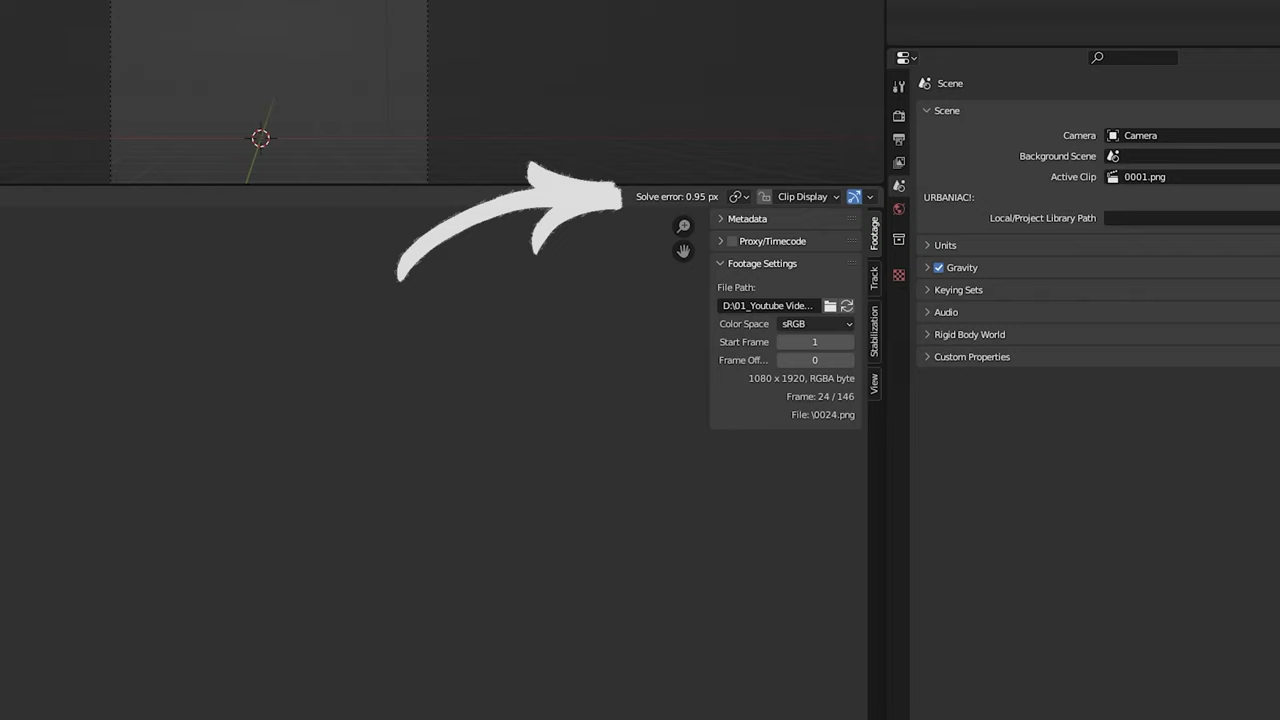 Scene
Scene
Camera
Camera
Background Scene
Active Clip
0001.png
URBANIAC!:
Local/Project Library Path
Units
Gravity
Keying Sets
Audio
Rigid Body World
Custom Properties
Solve error: 0.95 px
Clip Display
Metadata
Proxy/Timecode
Footage Settings
File Path:
D:\01_Youtube Vide...
Color Space
sRGB
Start Frame
1
Frame Off...
0
1080 x 1920, RGBA byte
Frame: 24 / 146
File: \0024.png
Footage
Track
Stabilization
View